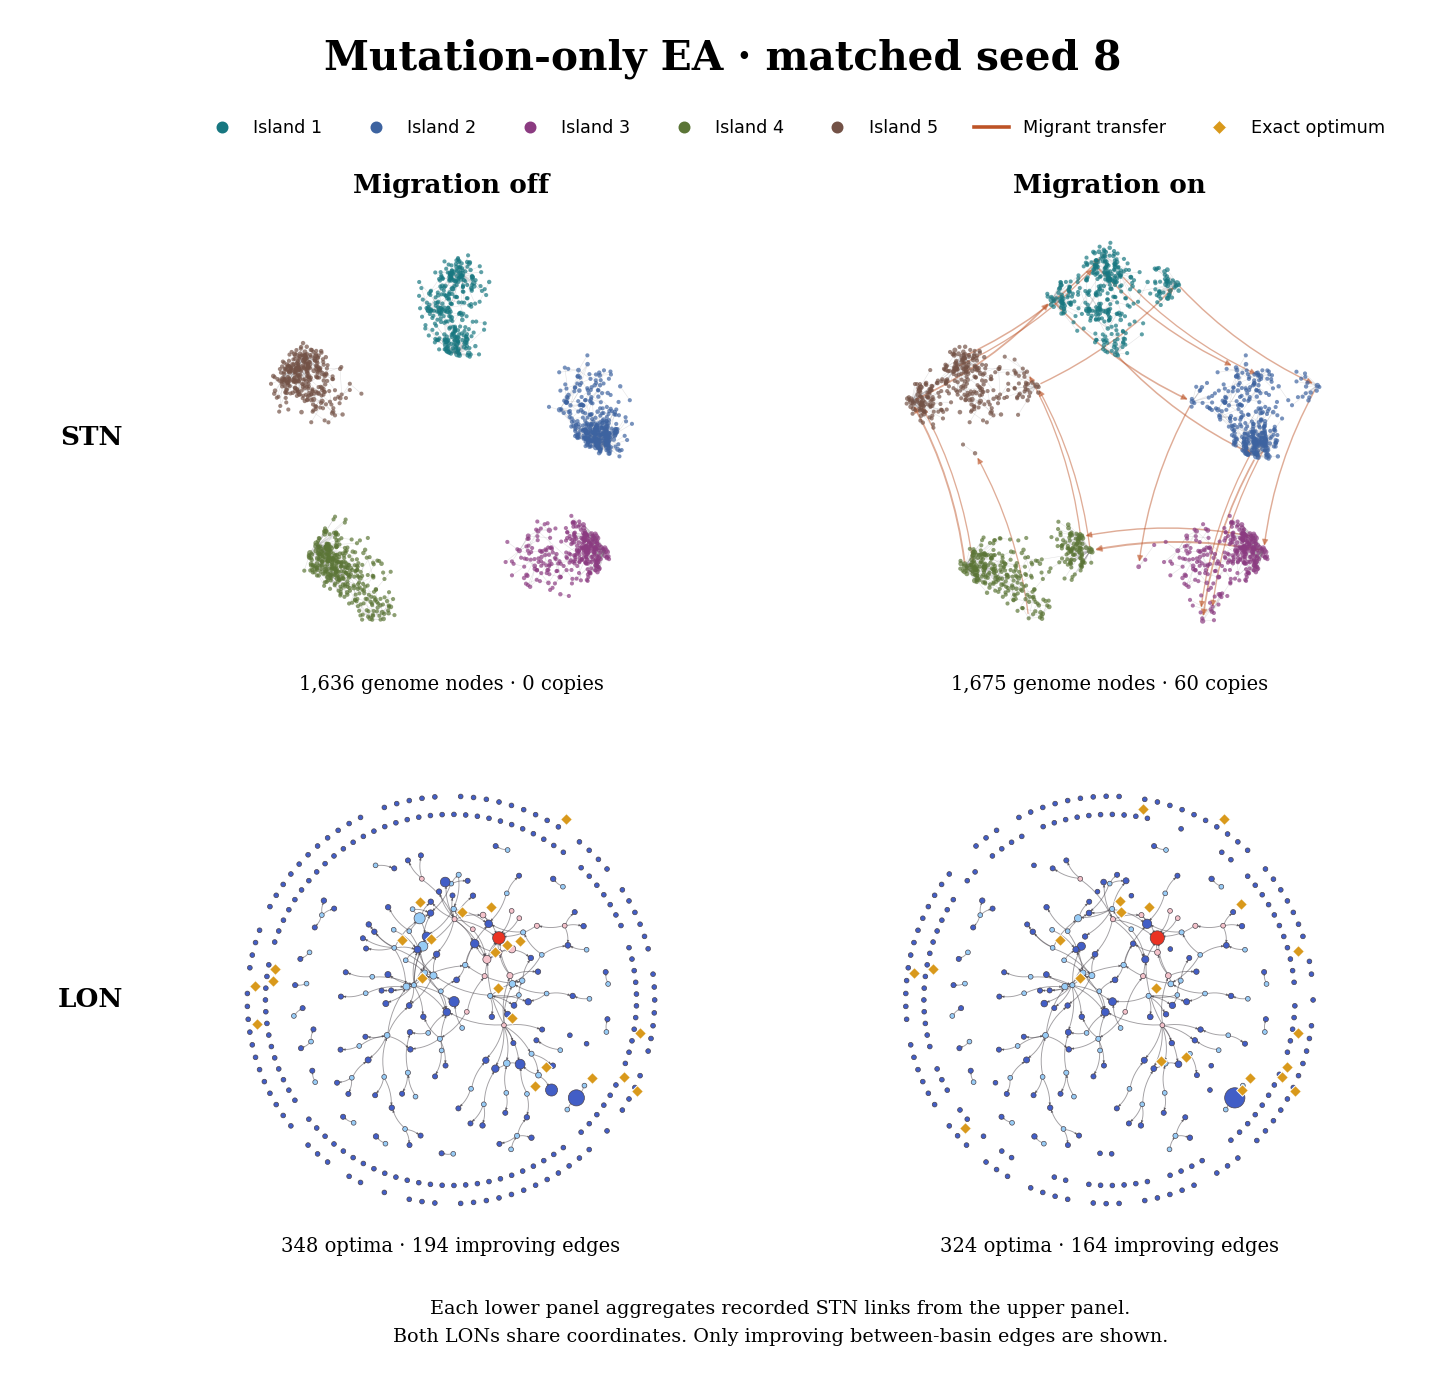 Mutation-only EA · matched seed 8
Island 1 Island 2 Island 3 Island 4 Island 5 Migrant transfer Exact optimum
Migration off Migration on
STN
1,636 genome nodes · 0 copies 1,675 genome nodes · 60 copies
LON
348 optima · 194 improving edges 324 optima · 164 improving edges
Each lower panel aggregates recorded STN links from the upper panel.
Both LONs share coordinates. Only improving between-basin edges are shown.